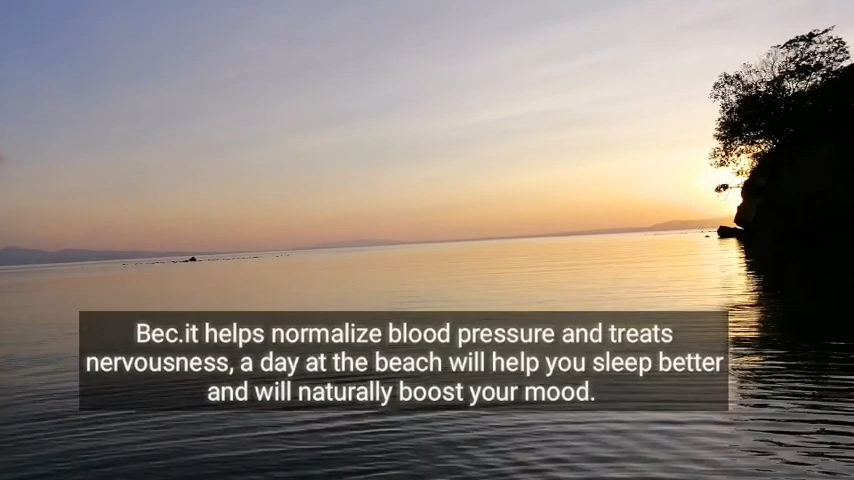 Bec.it helps normalize blood pressure and treats
nervousness, a day at the beach will help you sleep better
and will naturally boost your mood.